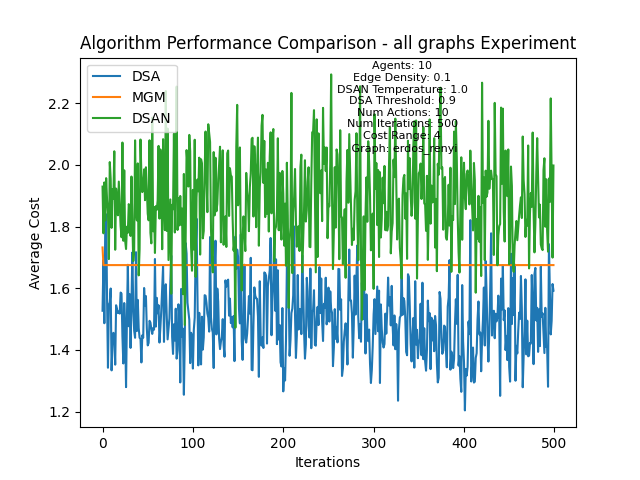 Algorithm Performance Comparison - all graphs Experiment
DSA
MGM
DSAN
Agents: 10
Edge Density: 0.1
DSAN Temperature: 1.0
DSA Threshold: 0.9
Num Actions: 10
Num Iterations: 500
Cost Range: 4
Graph: erdos_renyi
Average Cost
2.2
2.0
1.8
1.6
1.4
1.2
0
100
200
300
400
500
Iterations